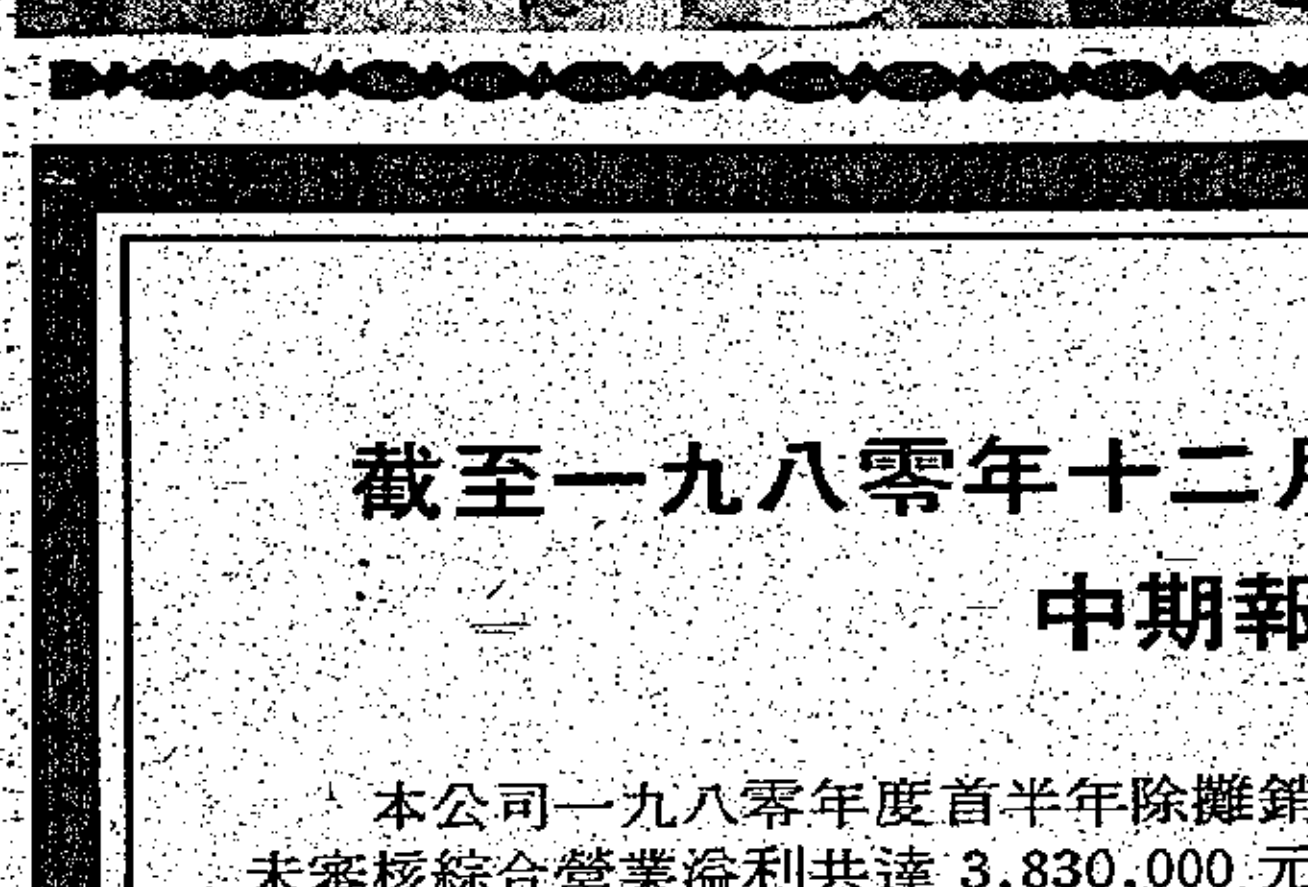 截至一九八零年十二月
中期報
本公司一九八零年度首半年除攤銷
未審核綜合營業溢利共達 3,830,000 元